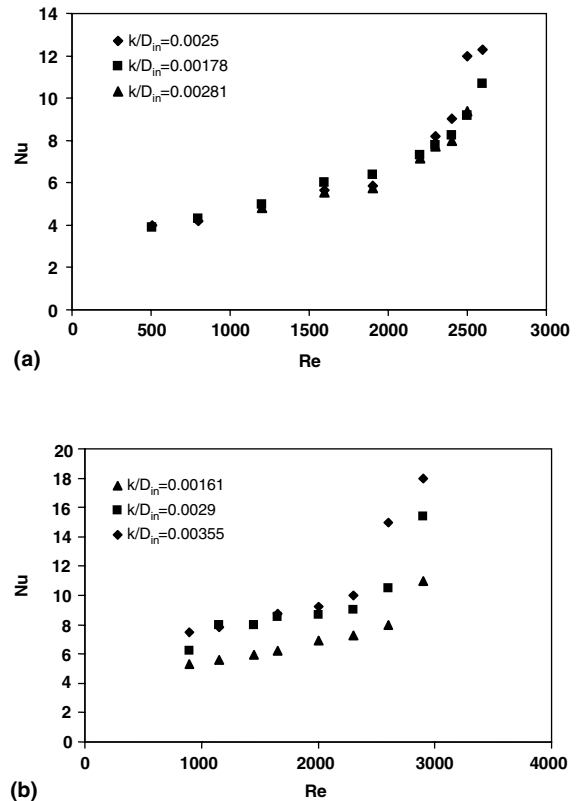 14
12
10
8
6
4
2
0
Nu
k/Din=0.0025
k/Din=0.00178
k/Din=0.00281
0 500 1000 1500 2000 2500 3000
Re
(a)
20
18
16
14
12
10
8
6
4
2
0
Nu
k/Din=0.00161
k/Din=0.0029
k/Din=0.00355
0 1000 2000 3000 4000
Re
(b)